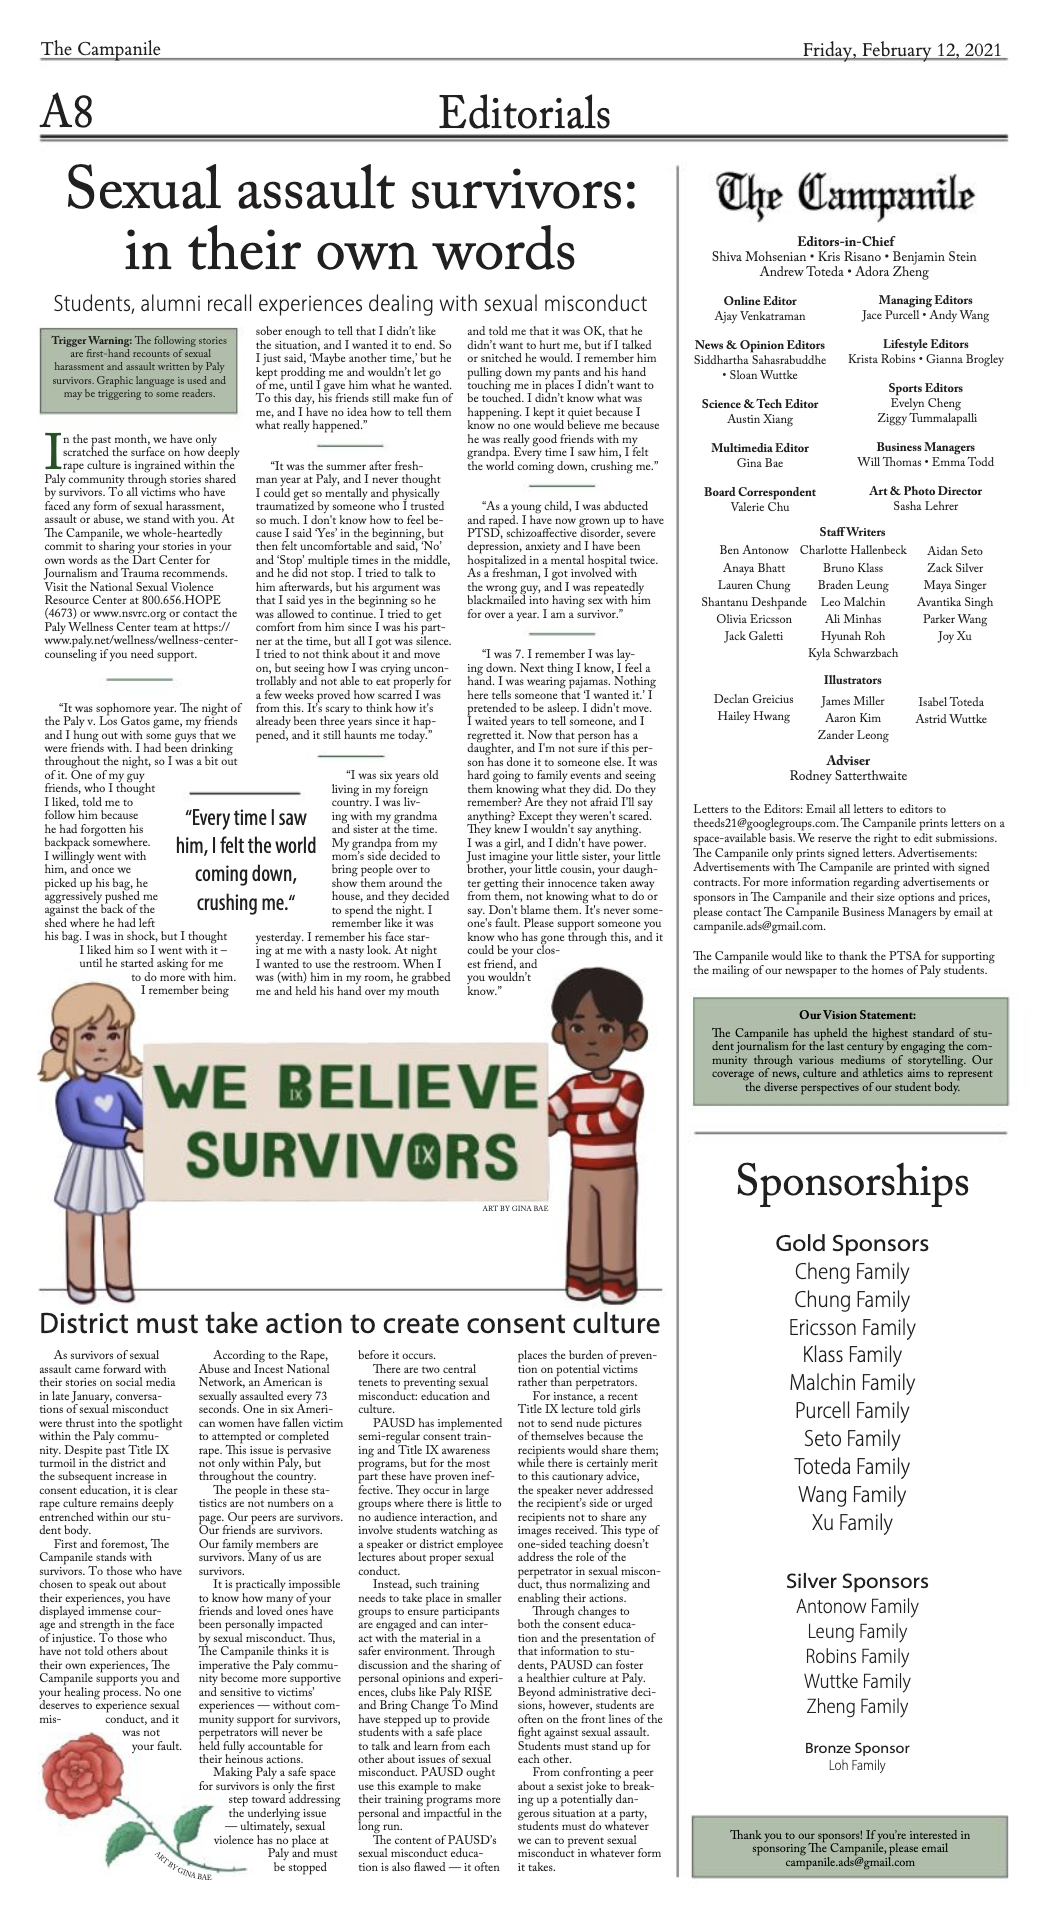 The Campanile
Friday, February 12, 2021
A8
Editorials
Sexual assault survivors:
in their own words
Students, alumni recall experiences dealing with sexual misconduct
Trigger Warning: The following stories
are first-hand recounts of sexual
harassment and assault written by Paly
survivors. Graphic language is used and
may be triggering to some readers.
In the past month, we have only
scratched the surface on how deeply
rape culture is ingrained within the
Paly community through stories shared
by survivors. To all victims who have
faced any form of sexual harassment,
assault or abuse, we stand with you. At
The Campanile, we whole-heartedly
commit to sharing your stories in your
own words as the Dart Center for
Journalism and Trauma recommends.
Visit the National Sexual Violence
Resource Center at 800.656.HOPE
(4673) or www.nsvrc.org or contact the
Paly Wellness Center team at https://
www.paly.net/wellness/wellness-center-
counseling if you need support.
“It was sophomore year. The night of
the Paly v. Los Gatos game, my friends
and I hung out with some guys that we
were friends with. I had been drinking
throughout the night, so I was a bit out
of it. One of my guy
friends, who I thought
I liked, told me to
follow him because
he had forgotten his
backpack somewhere.
I willingly went with
him, and once we
picked up his bag, he
aggressively pushed me
against the back of the
shed where he had left
his bag. I was in shock, but I thought
I liked him so I went with it –
until he started asking for me
to do more with him.
I remember being
sober enough to tell that I didn't like
the situation, and I wanted it to end. So
I just said, 'Maybe another time,' but he
kept prodding me and wouldn't let go
of me, until I gave him what he wanted.
To this day, his friends still make fun of
me, and I have no idea how to tell them
what really happened.”
“It was the summer after fresh-
man year at Paly, and I never thought
I could get so mentally and physically
traumatized by someone who I trusted
so much. I don't know how to feel be-
cause I said 'Yes' in the beginning, but
then felt uncomfortable and said, 'No'
and 'Stop' multiple times in the middle,
and he did not stop. I tried to talk to
him afterwards, but his argument was
that I said yes in the beginning so he
was allowed to continue. I tried to get
comfort from him since I was his part-
ner at the time, but all I got was silence.
I tried to not think about it and move
on, but seeing how I was crying uncon-
trollably and not able to eat properly for
a few weeks proved how scarred I was
from this. It's scary to think how it's
already been three years since it hap-
pened, and it still haunts me today.”
“I was six years old
living in my foreign
country. I was liv-
ing with my grandma
and sister at the time.
My grandpa from my
mom's side decided to
bring people over to
show them around the
house, and they decided
to spend the night. I
remember like it was
yesterday. I remember his face star-
ing at me with a nasty look. At night
I wanted to use the restroom. When I
was (with) him in my room, he grabbed
me and held his hand over my mouth
“Every time I saw
him, I felt the world
coming down,
crushing me.“
and told me that it was OK, that he
didn't want to hurt me, but if I talked
or snitched he would. I remember him
pulling down my pants and his hand
touching me in places I didn't want to
be touched. I didn't know what was
happening. I kept it quiet because I
know no one would believe me because
he was really good friends with my
grandpa. Every time I saw him, I felt
the world coming down, crushing me.”
“As a young child, I was abducted
and raped. I have now grown up to have
PTSD, schizoaffective disorder, severe
depression, anxiety and I have been
hospitalized in a mental hospital twice.
As a freshman, I got involved with
the wrong guy, and I was repeatedly
blackmailed into having sex with him
for over a year. I am a survivor.”
“I was 7. I remember I was lay-
ing down. Next thing I know, I feel a
hand. I was wearing pajamas. Nothing
here tells someone that 'I wanted it.' I
pretended to be asleep. I didn't move.
I waited years to tell someone, and I
regretted it. Now that person has a
daughter, and I'm not sure if this per-
son has done it to someone else. It was
hard going to family events and seeing
them knowing what they did. Do they
remember? Are they not afraid I'll say
anything? Except they weren't scared.
They knew I wouldn't say anything.
I was a girl, and I didn't have power.
Just imagine your little sister, your little
brother, your little cousin, your daugh-
ter getting their innocence taken away
from them, not knowing what to do or
say. Don't blame them. It's never some-
one's fault. Please support someone you
know who has gone through this, and it
could be your clos-
est friend, and
you wouldn't
know.”
WE BELIEVE
IX
SURVIVORS
IX
ART BY GINA BAE
District must take action to create consent culture
As survivors of sexual
assault came forward with
their stories on social media
in late January, conversa-
tions of sexual misconduct
were thrust into the spotlight
within the Paly commu-
nity. Despite past Title IX
turmoil in the district and
the subsequent increase in
consent education, it is clear
rape culture remains deeply
entrenched within our stu-
dent body.
First and foremost, The
Campanile stands with
survivors. To those who have
chosen to speak out about
their experiences, you have
displayed immense cour-
age and strength in the face
of injustice. To those who
have not told others about
their own experiences, The
Campanile supports you and
your healing process. No one
deserves to experience sexual
mis- conduct, and it
was not
your fault.
ART BY GINA BAE
According to the Rape,
Abuse and Incest National
Network, an American is
sexually assaulted every 73
seconds. One in six Ameri-
can women have fallen victim
to attempted or completed
rape. This issue is pervasive
not only within Paly, but
throughout the country.
The people in these sta-
tistics are not numbers on a
page. Our peers are survivors.
Our friends are survivors.
Our family members are
survivors. Many of us are
survivors.
It is practically impossible
to know how many of your
friends and loved ones have
been personally impacted
by sexual misconduct. Thus,
The Campanile thinks it is
imperative the Paly commu-
nity become more supportive
and sensitive to victims'
experiences — without com-
munity support for survivors,
perpetrators will never be
held fully accountable for
their heinous actions.
Making Paly a safe space
for survivors is only the first
step toward addressing
the underlying issue
— ultimately, sexual
violence has no place at
Paly and must
be stopped
before it occurs.
There are two central
tenets to preventing sexual
misconduct: education and
culture.
PAUSD has implemented
semi-regular consent train-
ing and Title IX awareness
programs, but for the most
part these have proven inef-
fective. They occur in large
groups where there is little to
no audience interaction, and
involve students watching as
a speaker or district employee
lectures about proper sexual
conduct.
Instead, such training
needs to take place in smaller
groups to ensure participants
are engaged and can inter-
act with the material in a
safer environment. Through
discussion and the sharing of
personal opinions and experi-
ences, clubs like Paly RISE
and Bring Change To Mind
have stepped up to provide
students with a safe place
to talk and learn from each
other about issues of sexual
misconduct. PAUSD ought
use this example to make
their training programs more
personal and impactful in the
long run.
The content of PAUSD's
sexual misconduct educa-
tion is also flawed — it often
places the burden of preven-
tion on potential victims
rather than perpetrators.
For instance, a recent
Title IX lecture told girls
not to send nude pictures
of themselves because the
recipients would share them;
while there is certainly merit
to this cautionary advice,
the speaker never addressed
the recipient's side or urged
recipients not to share any
images received. This type of
one-sided teaching doesn't
address the role of the
perpetrator in sexual miscon-
duct, thus normalizing and
enabling their actions.
Through changes to
both the consent educa-
tion and the presentation of
that information to stu-
dents, PAUSD can foster
a healthier culture at Paly.
Beyond administrative deci-
sions, however, students are
often on the front lines of the
fight against sexual assault.
Students must stand up for
each other.
From confronting a peer
about a sexist joke to break-
ing up a potentially dan-
gerous situation at a party,
students must do whatever
we can to prevent sexual
misconduct in whatever form
it takes.
The Campanile
Editors-in-Chief
Shiva Mohsenian • Kris Risano • Benjamin Stein
Andrew Toteda • Adora Zheng
Online Editor
Ajay Venkatraman
News & Opinion Editors
Siddhartha Sahasrabuddhe
• Sloan Wuttke
Science & Tech Editor
Austin Xiang
Multimedia Editor
Gina Bae
Board Correspondent
Valerie Chu
Managing Editors
Jace Purcell • Andy Wang
Lifestyle Editors
Krista Robins • Gianna Brogley
Sports Editors
Evelyn Cheng
Ziggy Tummalapalli
Business Managers
Will Thomas • Emma Todd
Art & Photo Director
Sasha Lehrer
Staff Writers
Ben Antonow Charlotte Hallenbeck Aidan Seto
Anaya Bhatt Bruno Klass Zack Silver
Lauren Chung Braden Leung Maya Singer
Shantanu Deshpande Leo Malchin Avantika Singh
Olivia Ericsson Ali Minhas Parker Wang
Jack Galetti Hyunah Roh Joy Xu
Kyla Schwarzbach
Illustrators
Declan Greicius James Miller Isabel Toteda
Hailey Hwang Aaron Kim Astrid Wuttke
Zander Leong
Adviser
Rodney Satterthwaite
Letters to the Editors: Email all letters to editors to
theeds21@googlegroups.com. The Campanile prints letters on a
space-available basis. We reserve the right to edit submissions.
The Campanile only prints signed letters. Advertisements:
Advertisements with The Campanile are printed with signed
contracts. For more information regarding advertisements or
sponsors in The Campanile and their size options and prices,
please contact The Campanile Business Managers by email at
campanile.ads@gmail.com.
The Campanile would like to thank the PTSA for supporting
the mailing of our newspaper to the homes of Paly students.
Our Vision Statement:
The Campanile has upheld the highest standard of stu-
dent journalism for the last century by engaging the com-
munity through various mediums of storytelling. Our
coverage of news, culture and athletics aims to represent
the diverse perspectives of our student body.
Sponsorships
Gold Sponsors
Cheng Family
Chung Family
Ericsson Family
Klass Family
Malchin Family
Purcell Family
Seto Family
Toteda Family
Wang Family
Xu Family
Silver Sponsors
Antonow Family
Leung Family
Robins Family
Wuttke Family
Zheng Family
Bronze Sponsor
Loh Family
Thank you to our sponsors! If you're interested in
sponsoring The Campanile, please email
campanile.ads@gmail.com